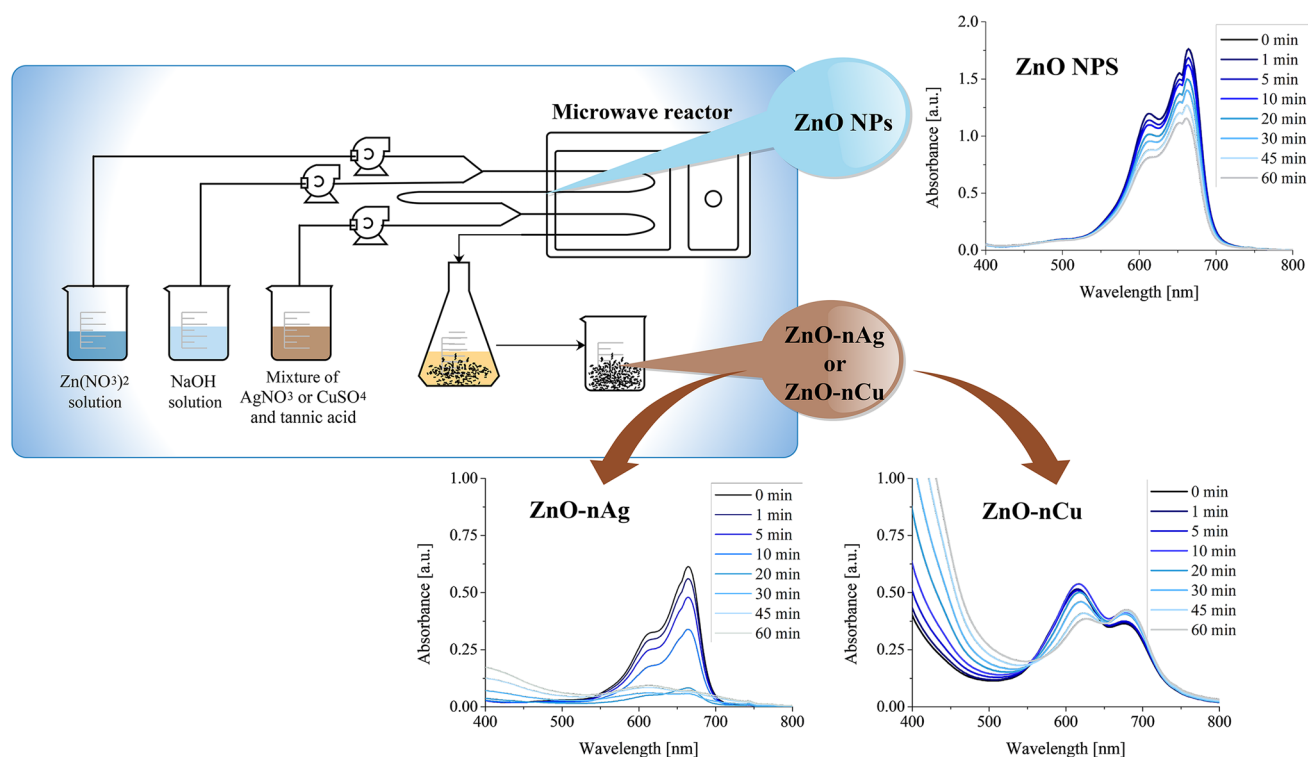 Microwave reactor
ZnO NPs
Zn(NO3)2
solution
NaOH
solution
Mixture of
AgNO3 or CuSO4
and tannic acid
ZnO-nAg
or
ZnO-nCu
ZnO NPS
Absorbance [a.u.]
2.0
1.5
1.0
0.5
0.0
400
500
600
700
800
Wavelength [nm]
0 min
1 min
5 min
10 min
20 min
30 min
45 min
60 min
ZnO-nAg
Absorbance [a.u.]
1.00
0.75
0.50
0.25
0.00
400
500
600
700
800
Wavelength [nm]
0 min
1 min
5 min
10 min
20 min
30 min
45 min
60 min
ZnO-nCu
Absorbance [a.u.]
1.00
0.75
0.50
0.25
0.00
400
500
600
700
800
Wavelength [nm]
0 min
1 min
5 min
10 min
20 min
30 min
45 min
60 min